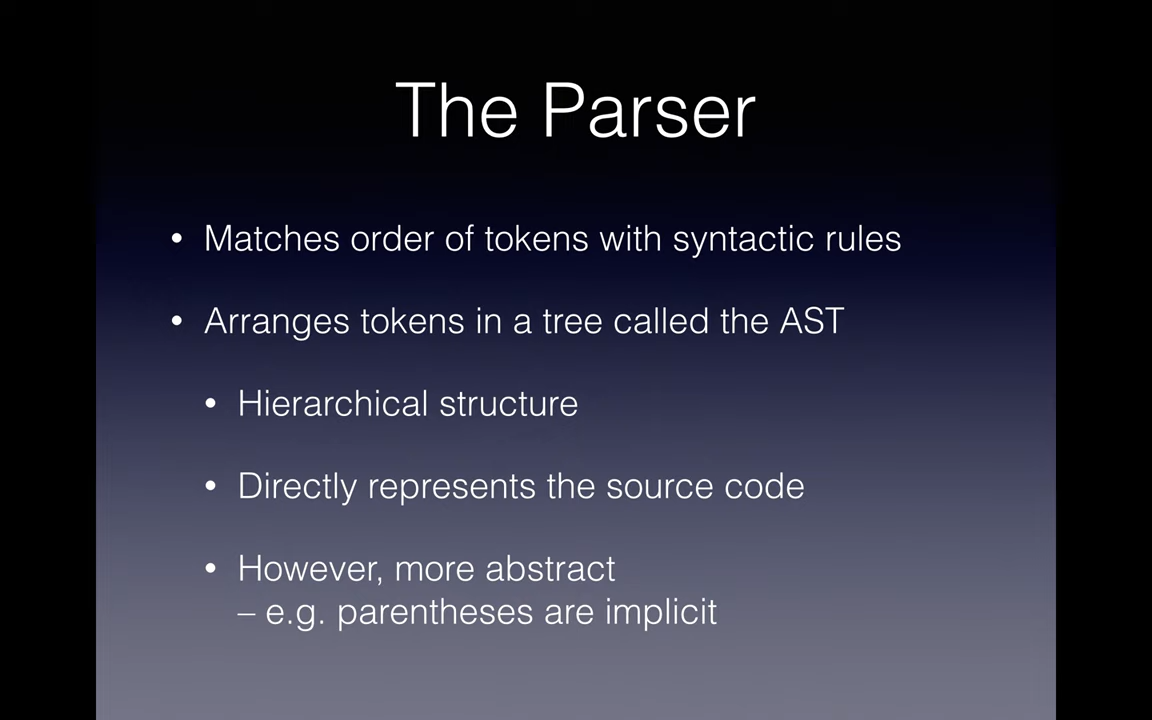 The Parser
• Matches order of tokens with syntactic rules
• Arranges tokens in a tree called the AST
• Hierarchical structure
• Directly represents the source code
• However, more abstract
– e.g. parentheses are implicit